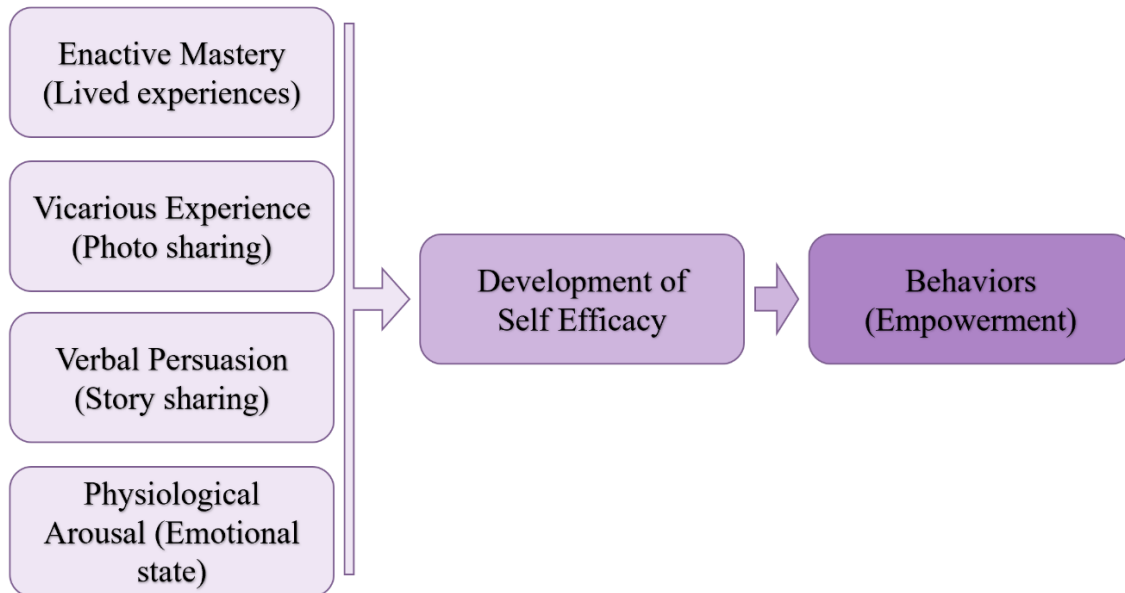 Enactive Mastery
(Lived experiences)
Vicarious Experience
(Photo sharing)
Verbal Persuasion
(Story sharing)
Physiological
Arousal (Emotional
state)
Development of
Self Efficacy
Behaviors
(Empowerment)